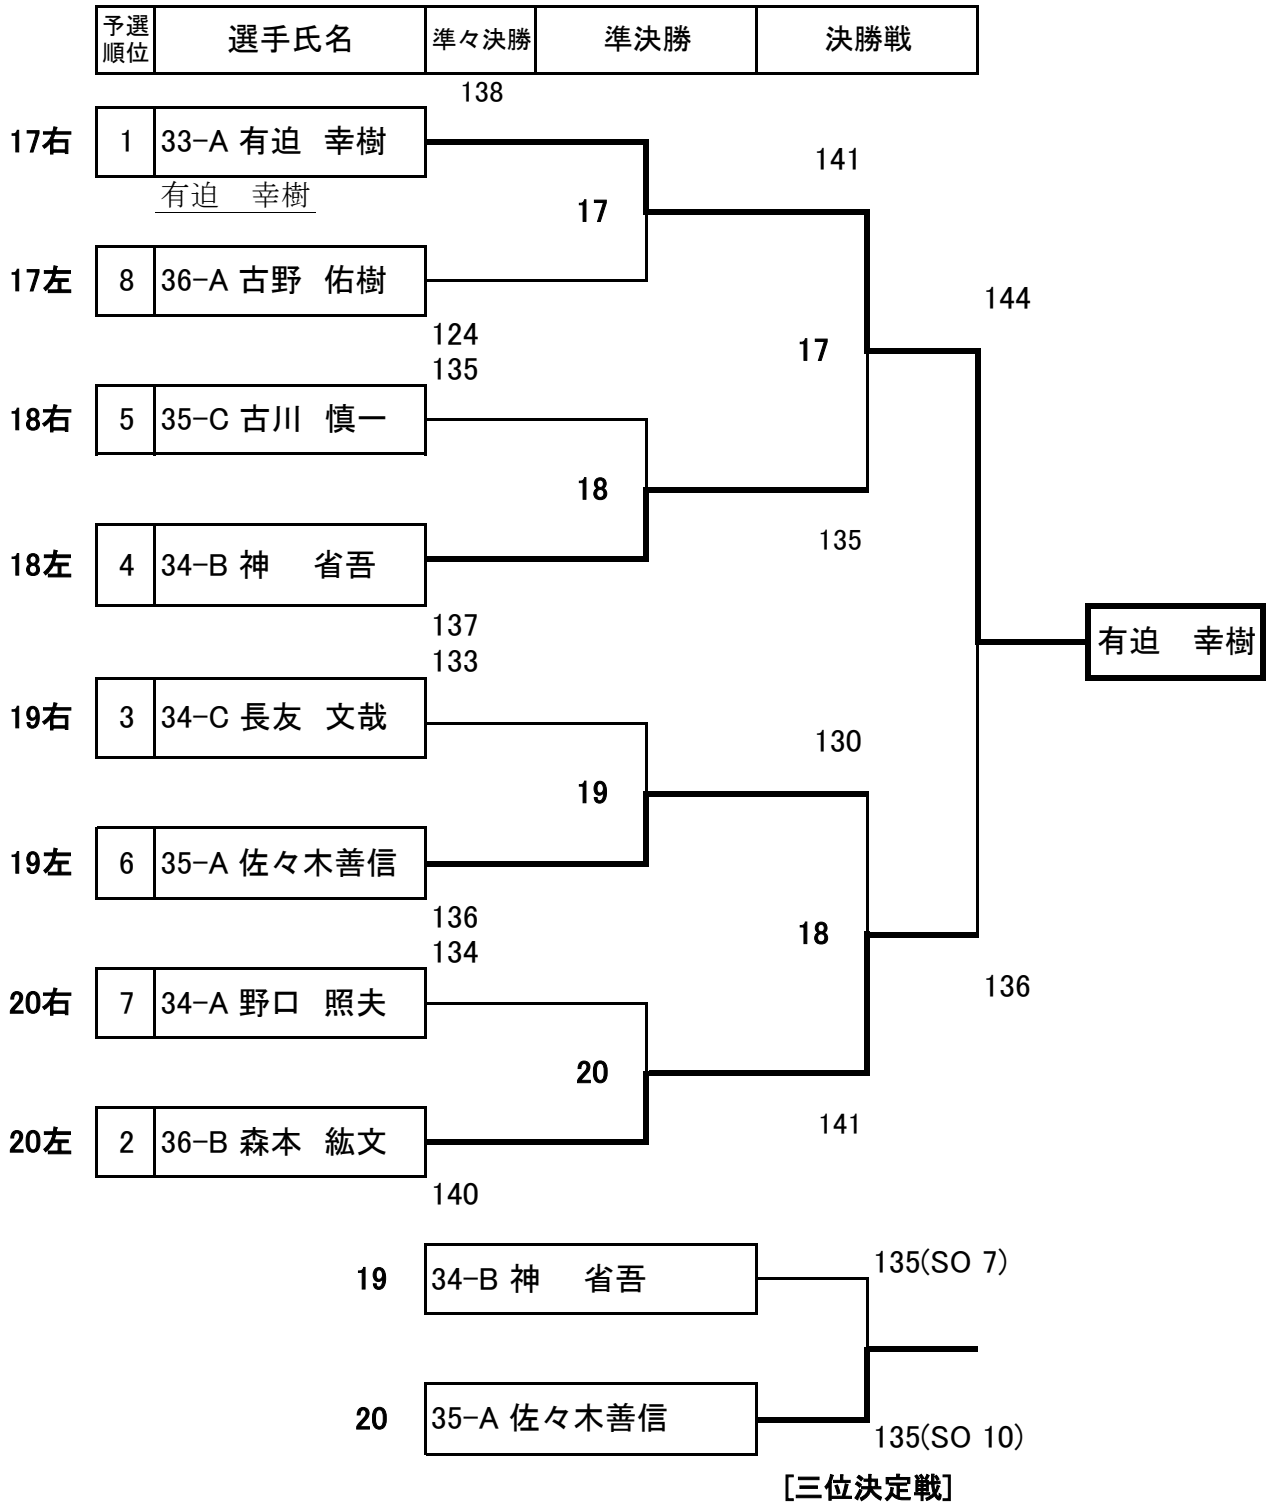 予選順位 選手氏名 準々決勝 準決勝 決勝戦
138
17右 1 33-A 有迫　幸樹
141
有迫　幸樹
17
17左 8 36-A 古野　佑樹
144
124
17
135
18右 5 35-C 古川　慎一
18
135
18左 4 34-B 神　省吾
137
有迫　幸樹
133
19右 3 34-C 長友　文哉
130
19
19左 6 35-A 佐々木善信
136
18
134
136
20右 7 34-A 野口　照夫
20
141
20左 2 36-B 森本　紘文
140
135(SO 7)
19 34-B 神　省吾
20 35-A 佐々木善信
135(SO 10)
[三位決定戦]